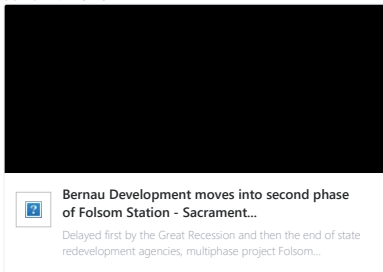 Bernau Development moves into second phase
of Folsom Station - Sacrament...
Delayed first by the Great Recession and then the end of state
redevelopment agencies, multiphase project Folsom...